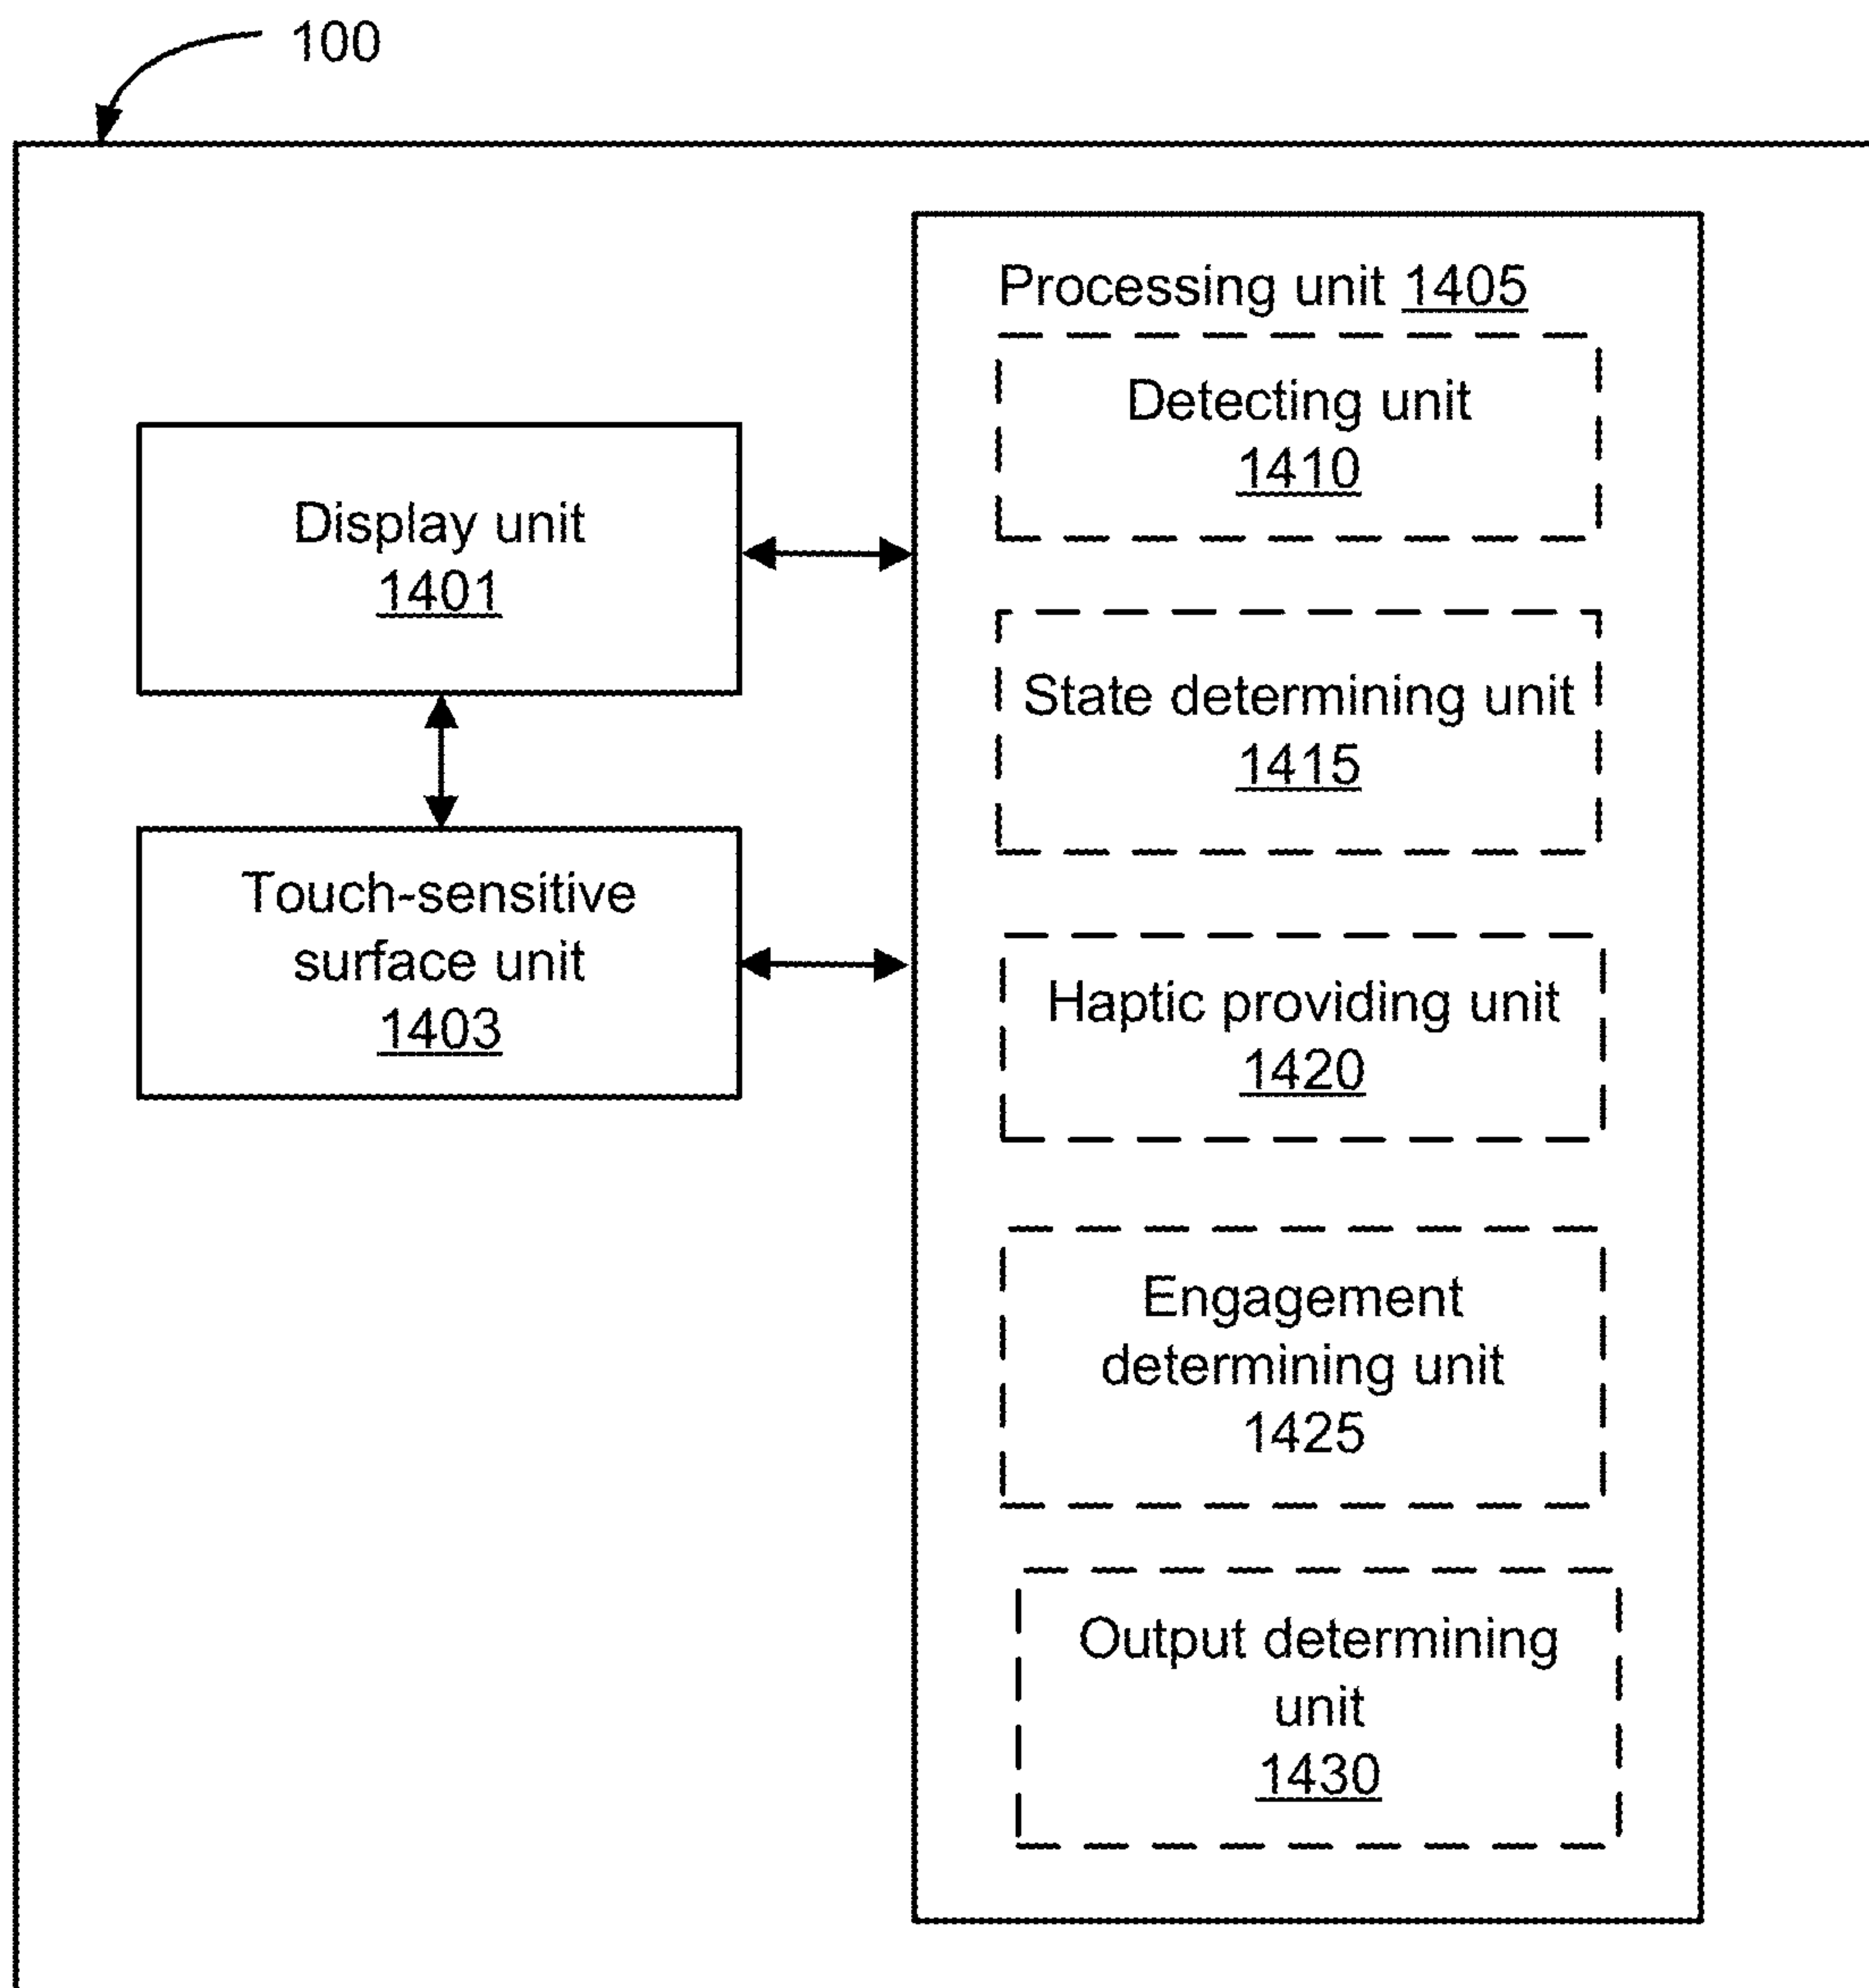 100
Processing unit 1405
Detecting unit
1410
Display unit
1401
State determining unit
1415
Touch-sensitive
surface unit
1403
Haptic providing unit
1420
Engagement
determining unit
1425
Output determining
unit
1430